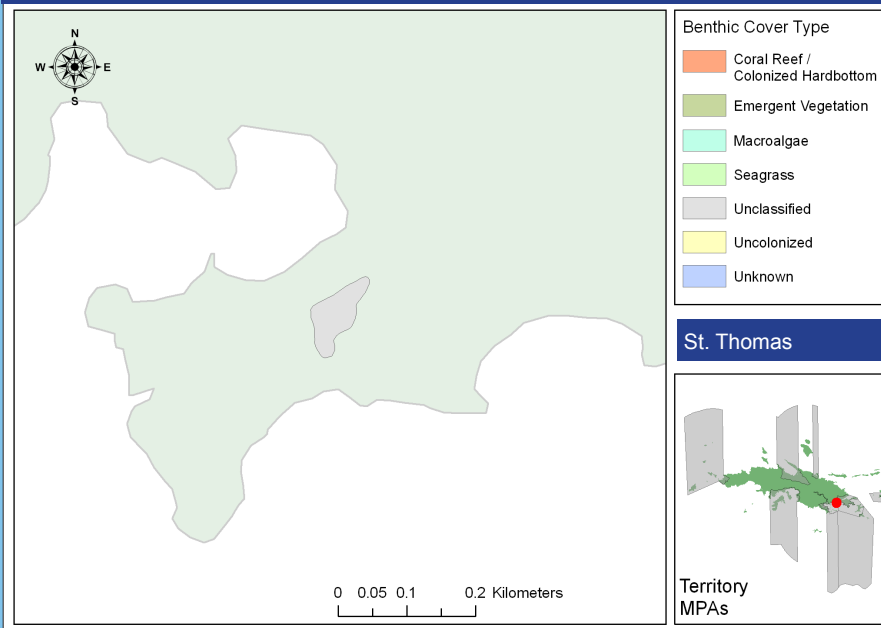 N
W E
S
0 0.05 0.1 0.2 Kilometers
Benthic Cover Type
Coral Reef /
Colonized Hardbottom
Emergent Vegetation
Macroalgae
Seagrass
Unclassified
Uncolonized
Unknown
St. Thomas
Territory
MPAs